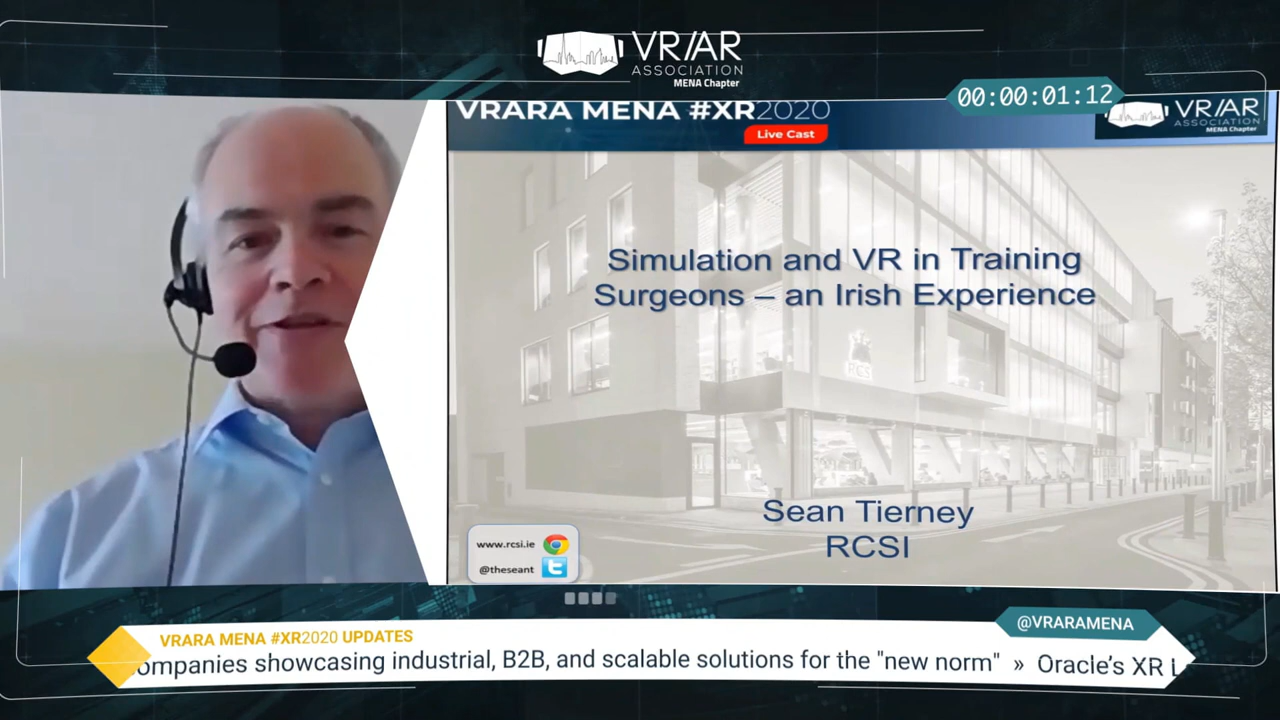 VR/AR
ASSOCIATION
MENA Chapter
00:00:01:12
VRARA MENA #XR2020
Live Cast
VR/AR
ASSOCIATION
MENA Chapter
Simulation and VR in Training
Surgeons – an Irish Experience
RCSI
Sean Tierney
RCSI
www.rcsi.ie
@theseant
@VRARAMENA
VRARA MENA #XR2020 UPDATES
ompanies showcasing industrial, B2B, and scalable solutions for the "new norm" » Oracle's XR L